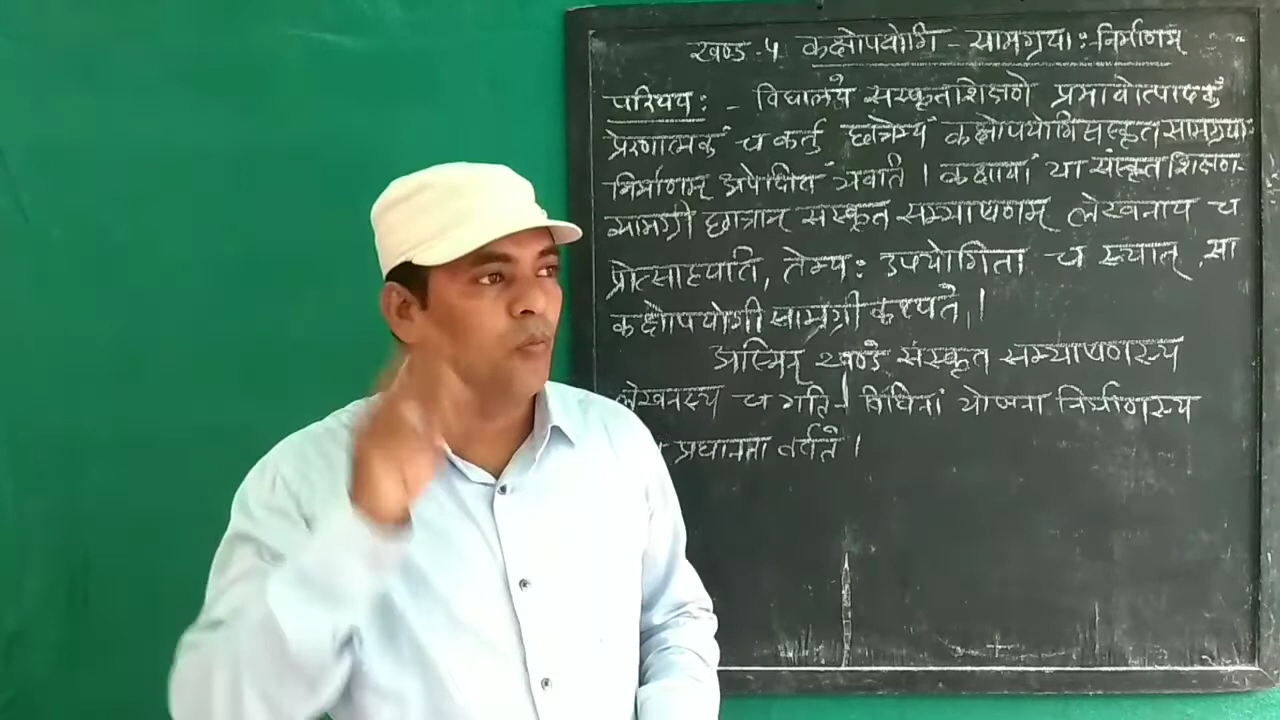 खण्ड-५ कक्षोपयोगि-सामग्र्याः निर्माणम्
परिचयः - विद्यालये संस्कृतशिक्षणे प्रभावोत्पादकं
प्रेरणात्मकं च कर्तुं छात्रेभ्यं कक्षोपयोगिसंस्कृतसामग्र्याः
निर्माणम् अपेक्षितं भवति । कक्षायां या संस्कृतशिक्षण-
सामग्री छात्रान् संस्कृत सम्भाषणम् लेखनाय च
प्रोत्साहयति, तेभ्यः उपयोगिता च स्यात् सा
कक्षोपयोगी सामग्री कथ्यते ।
अस्मिन् खण्डे संस्कृत सम्भाषणस्य
लेखनस्य च गति-विधिनां योजना निर्माणस्य
प्रधानता वर्तते ।